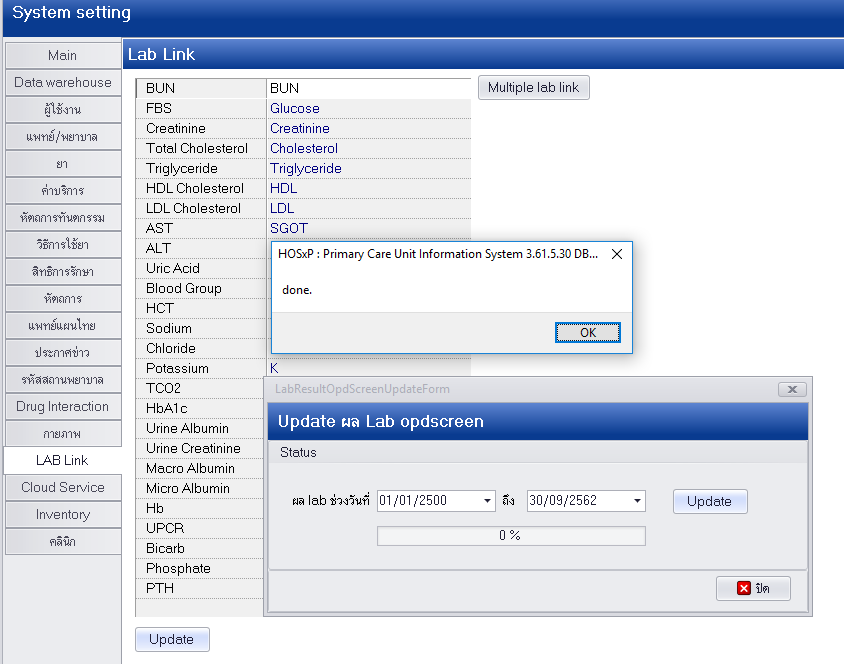 System setting
Main
Data warehouse
ผู้ใช้งาน
แพทย์/พยาบาล
ยา
ค่าบริการ
หัตถการทันตกรรม
วิธีการใช้ยา
สิทธิการรักษา
หัตถการ
แพทย์แผนไทย
ประกาศข่าว
รหัสสถานพยาบาล
Drug Interaction
กายภาพ
LAB Link
Cloud Service
Inventory
คลินิก
Lab Link
BUN BUN
FBS Glucose
Creatinine Creatinine
Total Cholesterol Cholesterol
Triglyceride Triglyceride
HDL Cholesterol HDL
LDL Cholesterol LDL
AST SGOT
ALT
Uric Acid
Blood Group
HCT
Sodium
Chloride
Potassium K
TCO2
HbA1c
Urine Albumin
Urine Creatinine
Macro Albumin
Micro Albumin
Hb
UPCR
Bicarb
Phosphate
PTH
Update
Multiple lab link
HOSxP : Primary Care Unit Information System 3.61.5.30 DB...
done.
OK
LabResultOpdScreenUpdateForm
Update ผล Lab opdscreen
Status
ผล lab ช่วงวันที่ 01/01/2500 ถึง 30/09/2562 Update
0 %
ปิด